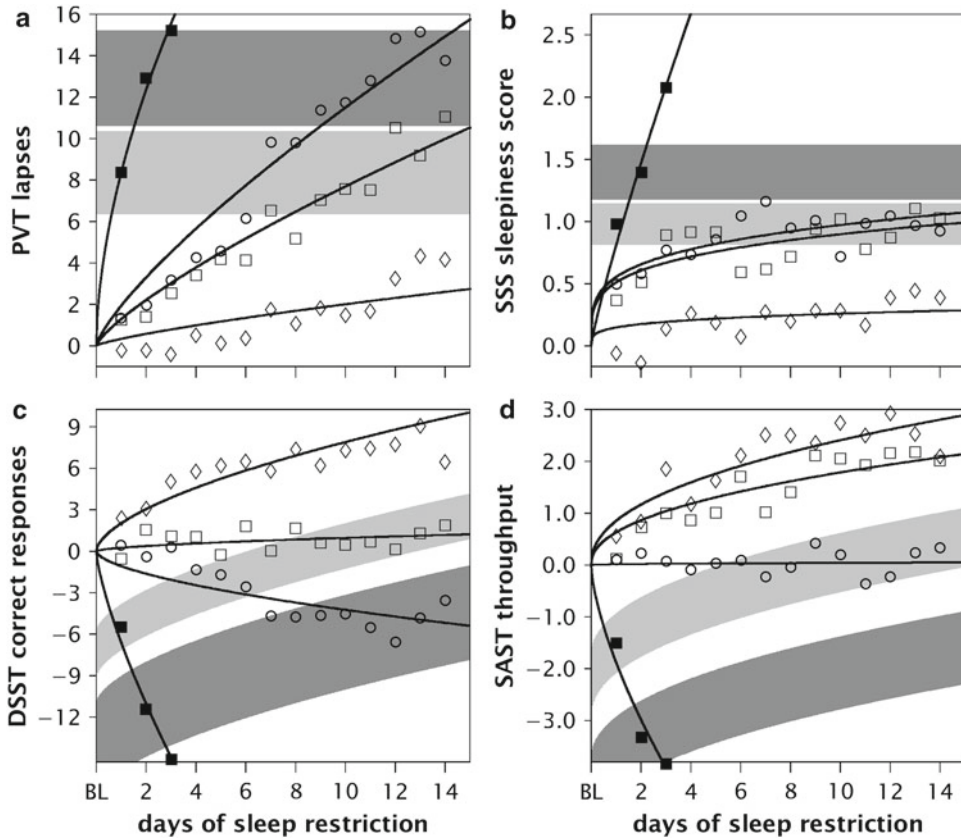 a
PVT lapses
16
14
12
10
8
6
4
2
0
b
SSS sleepiness score
2.5
2.0
1.5
1.0
0.5
0.0
c
DSST correct responses
9
6
3
0
−3
−6
−9
−12
BL 2 4 6 8 10 12 14
days of sleep restriction
d
SAST throughput
3.0
2.0
1.0
0.0
−1.0
−2.0
−3.0
BL 2 4 6 8 10 12 14
days of sleep restriction